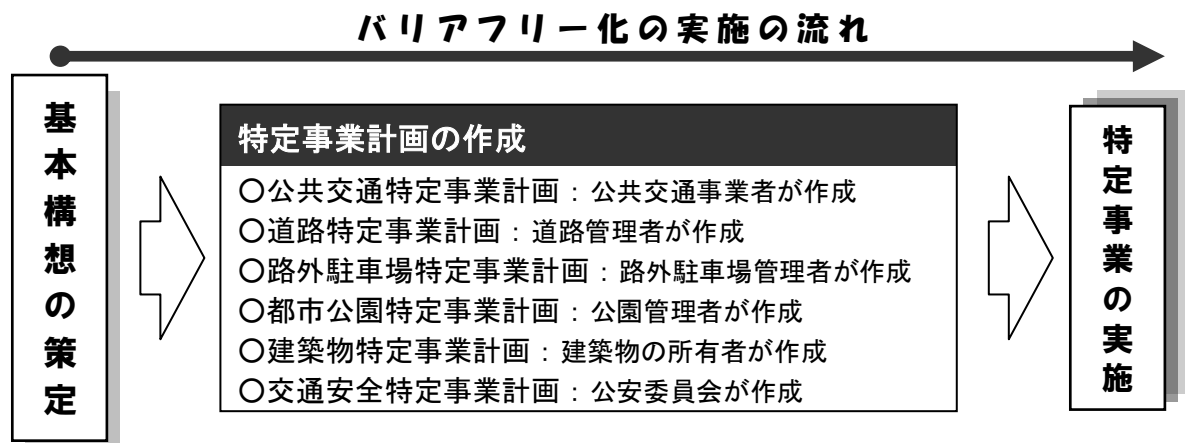 バリアフリー化の実施の流れ
基本構想の策定
特定事業計画の作成
○公共交通特定事業計画：公共交通事業者が作成
○道路特定事業計画：道路管理者が作成
○路外駐車場特定事業計画：路外駐車場管理者が作成
○都市公園特定事業計画：公園管理者が作成
○建築物特定事業計画：建築物の所有者が作成
○交通安全特定事業計画：公安委員会が作成
特定事業の実施